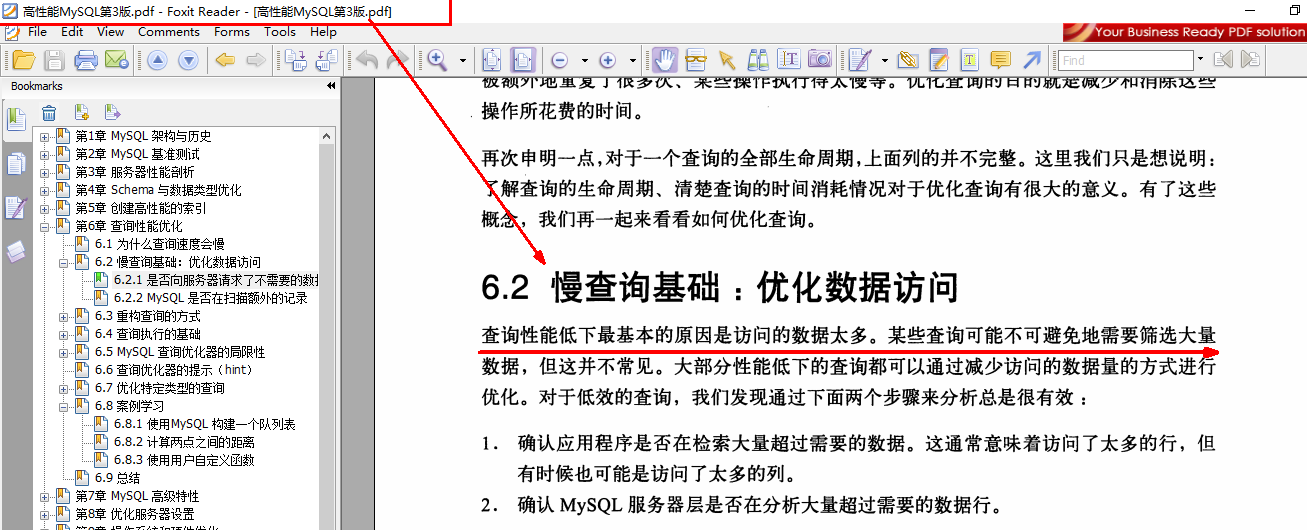 高性能MySQL第3版.pdf - Foxit Reader - [高性能MySQL第3版.pdf]
File Edit View Comments Forms Tools Help
Your Business Ready PDF solution
Find
Bookmarks
第1章 MySQL 架构与历史
第2章 MySQL 基准测试
第3章 服务器性能剖析
第4章 Schema 与数据类型优化
第5章 创建高性能的索引
第6章 查询性能优化
6.1 为什么查询速度会慢
6.2 慢查询基础：优化数据访问
6.2.1 是否向服务器请求了不需要的数据
6.2.2 MySQL 是否在扫描额外的记录
6.3 重构查询的方式
6.4 查询执行的基础
6.5 MySQL 查询优化器的局限性
6.6 查询优化器的提示（hint）
6.7 优化特定类型的查询
6.8 案例学习
6.8.1 使用MySQL 构建一个队列表
6.8.2 计算两点之间的距离
6.8.3 使用用户自定义函数
6.9 总结
第7章 MySQL 高级特性
第8章 优化服务器设置
被额外地重复了很多次、某些操作执行得太慢等。优化查询的目的就是减少和消除这些
操作所花费的时间。
再次申明一点，对于一个查询的全部生命周期，上面列的并不完整。这里我们只是想说明：
了解查询的生命周期、清楚查询的时间消耗情况对于优化查询有很大的意义。有了这些
概念，我们再一起来看看如何优化查询。
6.2 慢查询基础：优化数据访问
查询性能低下最基本的原因是访问的数据太多。某些查询可能不可避免地需要筛选大量
数据，但这并不常见。大部分性能低下的查询都可以通过减少访问的数据量的方式进行
优化。对于低效的查询，我们发现通过下面两个步骤来分析总是很有效：
1. 确认应用程序是否在检索大量超过需要的数据。这通常意味着访问了太多的行，但
有时候也可能是访问了太多的列。
2. 确认 MySQL 服务器层是否在分析大量超过需要的数据行。